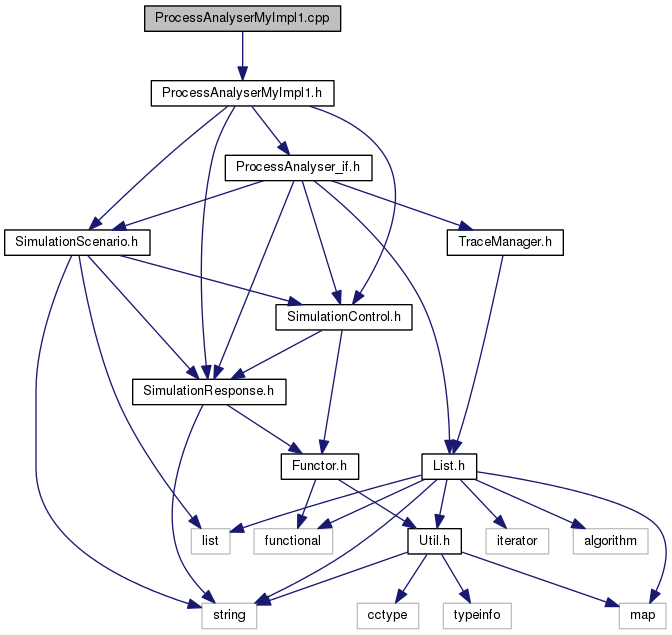 ProcessAnalyserMyImpl1.cpp
ProcessAnalyserMyImpl1.h
ProcessAnalyser_if.h
SimulationScenario.h
TraceManager.h
SimulationControl.h
SimulationResponse.h
Functor.h
List.h
list
functional
Util.h
iterator
algorithm
string
cctype
typeinfo
map